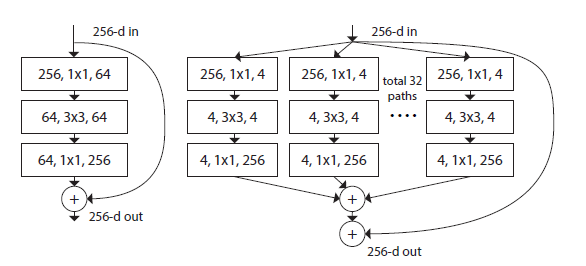 256-d in
256, 1x1, 64
64, 3x3, 64
64, 1x1, 256
+
256-d out
256-d in
256, 1x1, 4
256, 1x1, 4
total 32
paths
....
256, 1x1, 4
4, 3x3, 4
4, 3x3, 4
4, 3x3, 4
4, 1x1, 256
4, 1x1, 256
4, 1x1, 256
+
+
256-d out